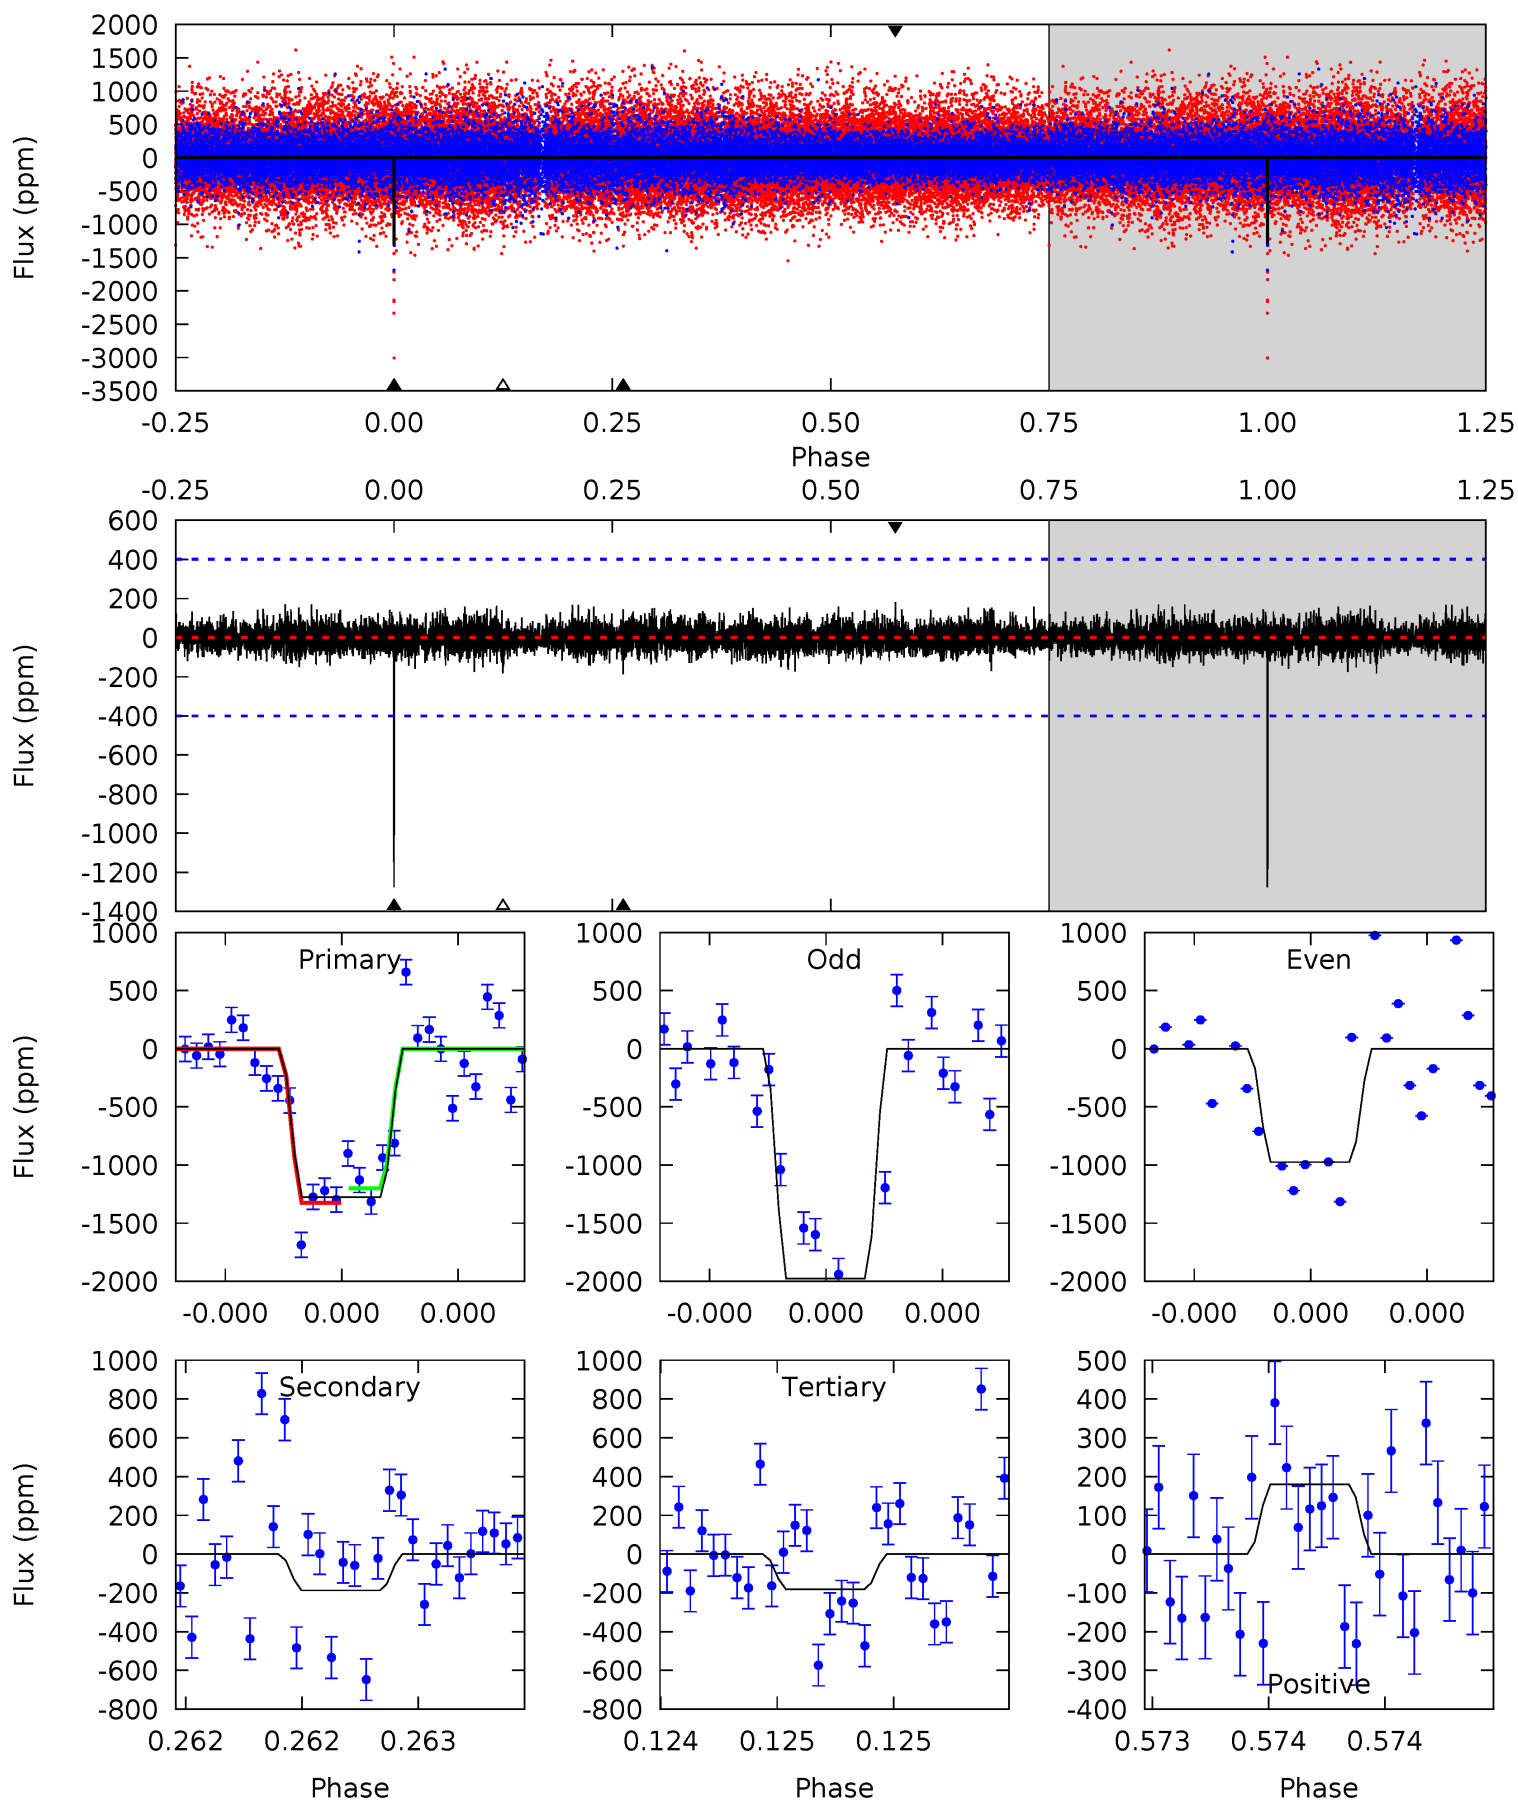 2000
1500
1000
500
0
-500
-1000
-1500
-2000
-2500
-3000
-3500
Flux (ppm)
-0.25 0.00 0.25 0.50 0.75 1.00 1.25
Phase
-0.25 0.00 0.25 0.50 0.75 1.00 1.25
600
400
200
0
-200
-400
-600
-800
-1000
-1200
-1400
Flux (ppm)
Primary Odd Even
1000 1000 1000
500 500 500
0 0 0
-500 -500 -500
-1000 -1000 -1000
-1500 -1500 -1500
-2000 -2000 -2000
Flux (ppm)
-0.000 0.000 0.000 -0.000 0.000 0.000 -0.000 0.000 0.000
Secondary Tertiary
1000 1000 500
800 800 400
600 600 300
400 400 200
200 200 100
0 0 0
-200 -200 -100
-400 -400 -200
-600 -600 -300
-800 -800 -400
Positive
Flux (ppm)
0.262 0.262 0.263 0.124 0.125 0.125 0.573 0.574 0.574
Phase Phase Phase